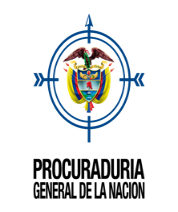 PROCURADURIA
GENERAL DE LA NACION